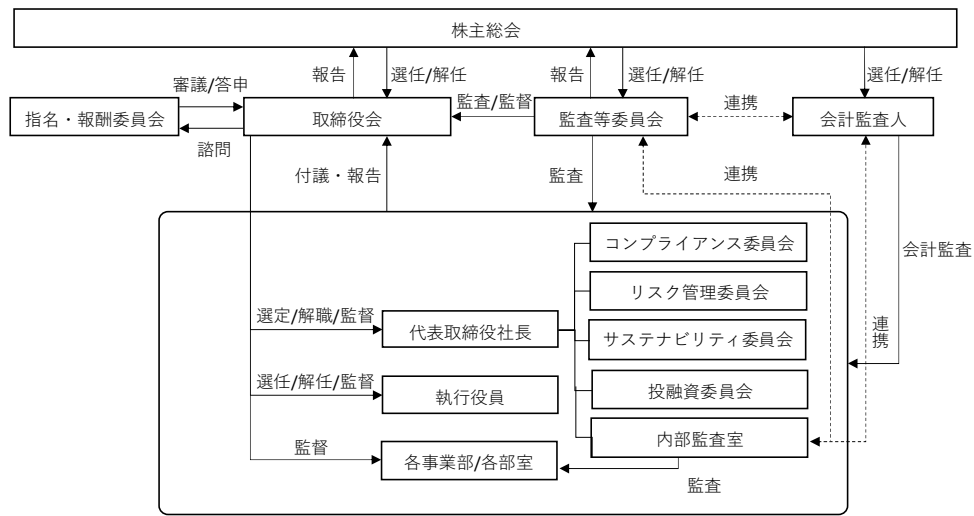 株主総会
報告
選任/解任
報告
選任/解任
選任/解任
審議/答申
指名・報酬委員会
取締役会
監査/監督
監査等委員会
連携
会計監査人
諮問
付議・報告
監査
連携
会計監査
コンプライアンス委員会
リスク管理委員会
選定/解職/監督
代表取締役社長
サステナビリティ委員会
連携
選任/解任/監督
執行役員
投融資委員会
監督
各事業部/各部室
内部監査室
監査